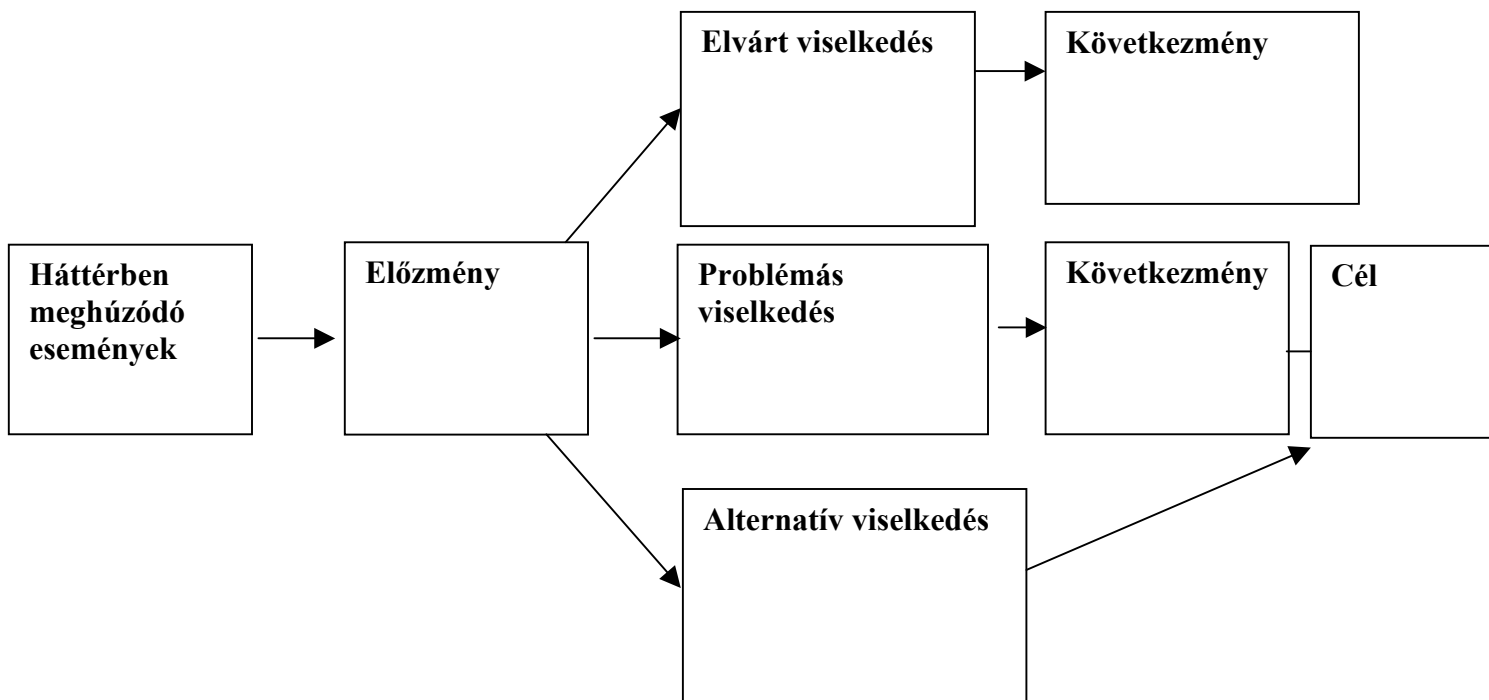 Elvárt viselkedés
Következmény
Háttérben
meghúzódó
események
Előzmény
Problémás
viselkedés
Következmény
Cél
Alternatív viselkedés